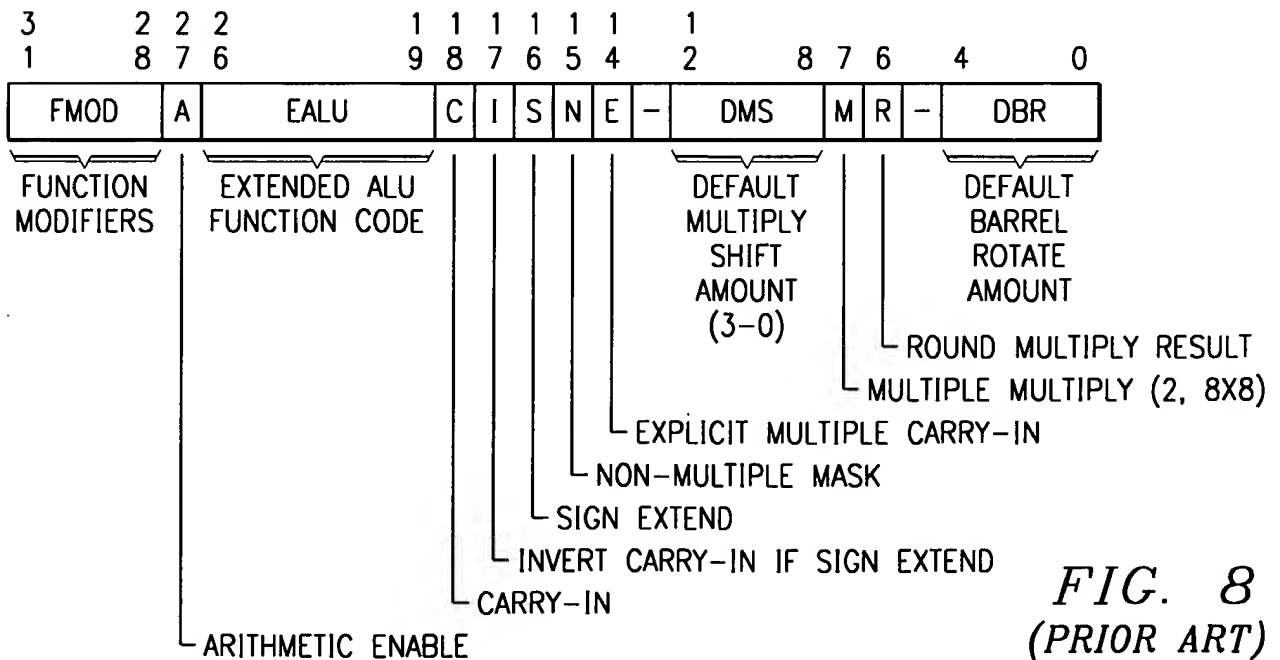 3 2 2 2 1 1 1 1 1 1 1
1 8 7 6 9 8 7 6 5 4 2 8 7 6 4 0
FMOD A EALU C I S N E - DMS M R - DBR
FUNCTION MODIFIERS
EXTENDED ALU FUNCTION CODE
DEFAULT MULTIPLY SHIFT AMOUNT (3-0)
DEFAULT BARREL ROTATE AMOUNT
ROUND MULTIPLY RESULT
MULTIPLE MULTIPLY (2, 8X8)
EXPLICIT MULTIPLE CARRY-IN
NON-MULTIPLE MASK
SIGN EXTEND
INVERT CARRY-IN IF SIGN EXTEND
CARRY-IN
ARITHMETIC ENABLE
FIG. 8
(PRIOR ART)